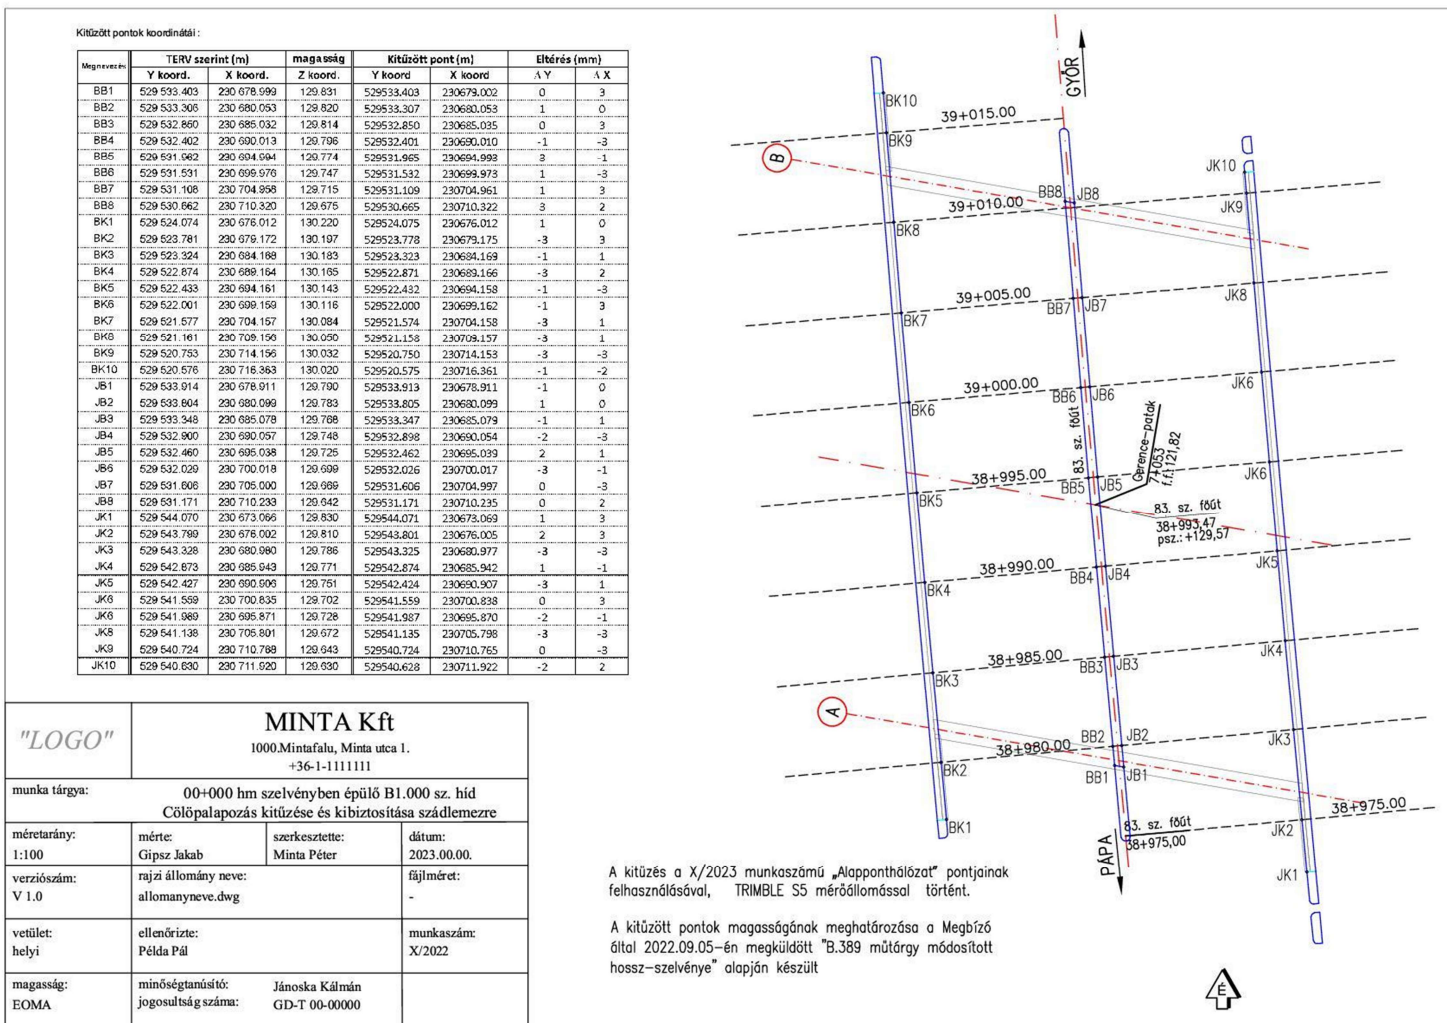 Kitűzött pontok koordinátái :
Megnevezés TERV szerint (m) magasság Kitűzött pont (m) Eltérés (mm)
Y koord. X koord. Z koord. Y koord X koord Δ Y Δ X
BB1 529 533.403 230 678.999 129.831 529533.403 230679.002 0 3
BB2 529 533.306 230 680.053 129.820 529533.307 230680.053 1 0
BB3 529 532.850 230 685.032 129.814 529532.850 230685.035 0 3
BB4 529 532.402 230 690.013 129.796 529532.401 230690.010 -1 -3
BB5 529 531.962 230 694.994 129.774 529531.965 230694.993 3 -1
BB6 529 531.531 230 699.976 129.747 529531.532 230699.973 1 -3
BB7 529 531.108 230 704.958 129.715 529531.109 230704.961 1 3
BB8 529 530.662 230 710.320 129.675 529530.665 230710.322 3 2
BK1 529 524.074 230 676.012 130.220 529524.075 230676.012 1 0
BK2 529 523.781 230 679.172 130.197 529523.778 230679.175 -3 3
BK3 529 523.324 230 684.168 130.183 529523.323 230684.169 -1 1
BK4 529 522.874 230 689.164 130.165 529522.871 230689.166 -3 2
BK5 529 522.433 230 694.161 130.143 529522.432 230694.158 -1 -3
BK6 529 522.001 230 699.159 130.116 529522.000 230699.162 -1 3
BK7 529 521.577 230 704.157 130.084 529521.574 230704.158 -3 1
BK8 529 521.161 230 709.156 130.050 529521.158 230709.157 -3 1
BK9 529 520.753 230 714.156 130.032 529520.750 230714.153 -3 -3
BK10 529 520.576 230 716.363 130.020 529520.575 230716.361 -1 -2
JB1 529 533.914 230 678.911 129.790 529533.913 230678.911 -1 0
JB2 529 533.804 230 680.099 129.783 529533.805 230680.099 1 0
JB3 529 533.348 230 685.078 129.768 529533.347 230685.079 -1 1
JB4 529 532.900 230 690.057 129.748 529532.898 230690.054 -2 -3
JB5 529 532.460 230 695.038 129.725 529532.462 230695.039 2 1
JB6 529 532.029 230 700.018 129.699 529532.026 230700.017 -3 -1
JB7 529 531.606 230 705.000 129.669 529531.606 230704.997 0 -3
JB8 529 531.171 230 710.233 129.642 529531.171 230710.235 0 2
JK1 529 544.070 230 673.066 129.830 529544.071 230673.069 1 3
JK2 529 543.799 230 676.002 129.810 529543.801 230676.005 2 3
JK3 529 543.328 230 680.980 129.786 529543.325 230680.977 -3 -3
JK4 529 542.873 230 685.943 129.771 529542.874 230685.942 1 -1
JK5 529 542.427 230 690.906 129.751 529542.424 230690.907 -3 1
JK6 529 541.559 230 700.835 129.702 529541.559 230700.838 0 3
JK6 529 541.989 230 695.871 129.728 529541.987 230695.870 -2 -1
JK8 529 541.138 230 705.801 129.672 529541.135 230705.798 -3 -3
JK9 529 540.724 230 710.768 129.643 529540.724 230710.765 0 -3
JK10 529 540.630 230 711.920 129.630 529540.628 230711.922 -2 2
"LOGO"
MINTA Kft
1000.Mintafalu, Minta utca 1.
+36-1-1111111
munka tárgya:
00+000 hm szelvényben épülő B1.000 sz. híd
Cölöpalapozás kitűzése és kibiztosítása szádlemezre
méretarány:
1:100
mérte:
Gipsz Jakab
szerkesztette:
Minta Péter
dátum:
2023.00.00.
verziószám:
V 1.0
rajzi állomány neve:
allomanyneve.dwg
fájlméret:
-
vetület:
helyi
ellenőrizte:
Példa Pál
munkaszám:
X/2022
magasság:
EOMA
minőségtanúsító:
jogosultság száma:
Jánoska Kálmán
GD-T 00-00000
A kitűzés a X/2023 munkaszámú „Alapponthálózat” pontjainak
felhasználásával, TRIMBLE S5 mérőállomással történt.
A kitűzött pontok magasságának meghatározása a Megbízó
által 2022.09.05-én megküldött "B.389 műtárgy módosított
hossz-szelvénye" alapján készült
GYŐR
BK10
39+015.00
BK9
B
JK10
BB8
JB8
JK9
39+010.00
BK8
39+005.00
BB7
JB7
JK8
BK7
39+000.00
BB6
JB6
JK6
BK6
83. sz. főút
Gerence-patak
7+053
f.f.:121,82
38+995.00
BB5
JB5
JK6
BK5
83. sz. főút
38+993,47
psz.:+129,57
38+990.00
BB4
JB4
JK5
BK4
38+985.00
BB3
JB3
JK4
BK3
A
38+980.00
BB2
JB2
JK3
BK2
BB1
JB1
38+975.00
83. sz. főút
38+975,00
JK2
BK1
PÁPA
JK1
É